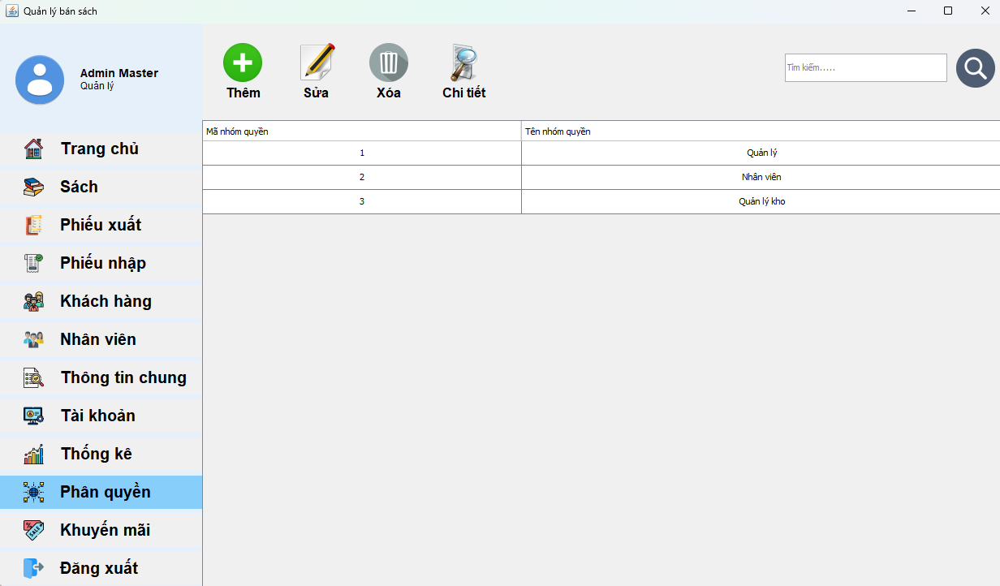 Quản lý bán sách
Admin Master
Quản lý
Thêm
Sửa
Xóa
Chi tiết
Tìm kiếm.....
Trang chủ
Sách
Phiếu xuất
Phiếu nhập
Khách hàng
Nhân viên
Thông tin chung
Tài khoản
Thống kê
Phân quyền
Khuyến mãi
Đăng xuất
Mã nhóm quyền Tên nhóm quyền
1 Quản lý
2 Nhân viên
3 Quản lý kho